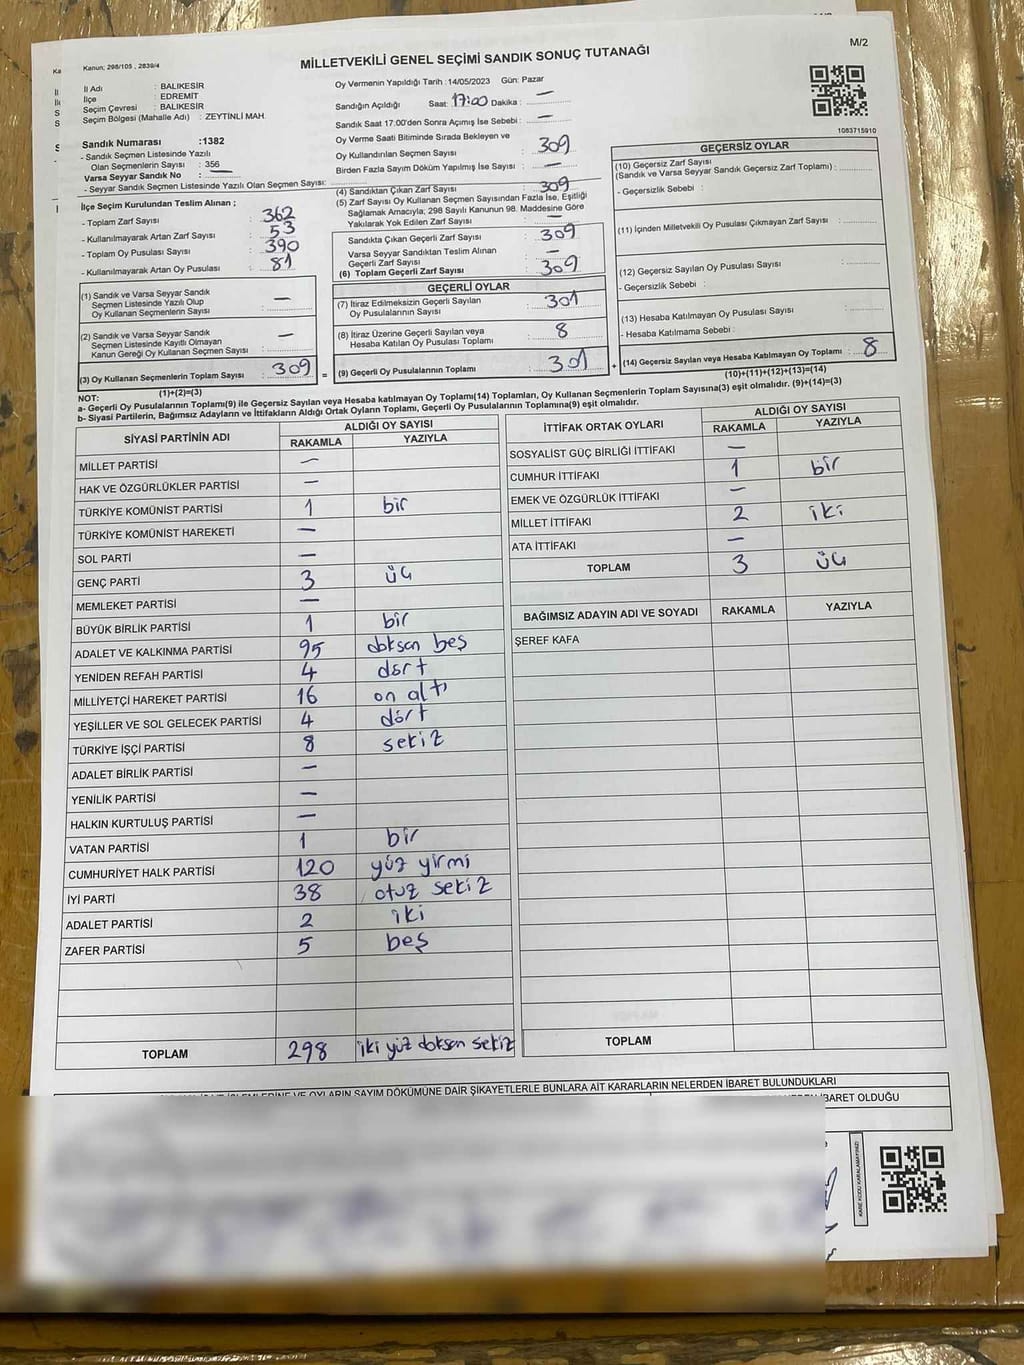 M/2
Kanun; 298/105 , 2839/4
MİLLETVEKİLİ GENEL SEÇİMİ SANDIK SONUÇ TUTANAĞI
1083715910
İl Adı : BALIKESİR
İlçe : EDREMIT
Seçim Çevresi : BALIKESİR
Seçim Bölgesi (Mahalle Adı) : ZEYTİNLİ MAH.
Sandık Numarası :1382
- Sandık Seçmen Listesinde Yazılı
Olan Seçmenlerin Sayısı : 356
Varsa Seyyar Sandık No : —
- Seyyar Sandık Seçmen Listesinde Yazılı Olan Seçmen Sayısı:
Oy Vermenin Yapıldığı Tarih : 14/05/2023 Gün: Pazar
Sandığın Açıldığı Saat: 17:00 Dakika : —
Sandık Saat 17.00'den Sonra Açımış İse Sebebi : —
Oy Verme Saati Bitiminde Sırada Bekleyen ve
Oy Kullandırılan Seçmen Sayısı : 309
Birden Fazla Sayım Döküm Yapılmış İse Sayısı : —
(4) Sandıktan Çıkan Zarf Sayısı : 309
(5) Zarf Sayısı Oy Kullanan Seçmen Sayısından Fazla İse, Eşitliği
Sağlamak Amacıyla; 298 Sayılı Kanunun 98. Maddesine Göre
Yakılarak Yok Edilen Zarf Sayısı : —
İlçe Seçim Kurulundan Teslim Alınan ;
- Toplam Zarf Sayısı : 362
- Kullanılmayarak Artan Zarf Sayısı : 53
- Toplam Oy Pusulası Sayısı : 390
- Kullanılmayarak Artan Oy Pusulası : 81
Sandıkta Çıkan Geçerli Zarf Sayısı : 309
Varsa Seyyar Sandıktan Teslim Alınan
Geçerli Zarf Sayısı : —
(6) Toplam Geçerli Zarf Sayısı : 309
(1) Sandık ve Varsa Seyyar Sandık
Seçmen Listesinde Yazılı Olup
Oy Kullanan Seçmenlerin Sayısı : —
(2) Sandık ve Varsa Seyyar Sandık
Seçmen Listesinde Kayıtlı Olmayan
Kanun Gereği Oy Kullanan Seçmen Sayısı : —
(3) Oy Kullanan Seçmenlerin Toplam Sayısı : 309 =
(1)+(2)=(3)
GEÇERLİ OYLAR
(7) İtiraz Edilmeksizin Geçerli Sayılan
Oy Pusulalarının Sayısı : 301
(8) İtiraz Üzerine Geçerli Sayılan veya
Hesaba Katılan Oy Pusulası Toplamı : 8
(9) Geçerli Oy Pusulalarının Toplamı : 301 +
GEÇERSİZ OYLAR
(10) Geçersiz Zarf Sayısı
(Sandık ve Varsa Seyyar Sandık Geçersiz Zarf Toplamı) :
- Geçersizlik Sebebi :
(11) İçinden Milletvekili Oy Pusulası Çıkmayan Zarf Sayısı :
(12) Geçersiz Sayılan Oy Pusulası Sayısı :
- Geçersizlik Sebebi :
(13) Hesaba Katılmayan Oy Pusulası Sayısı :
- Hesaba Katılmama Sebebi :
(14) Geçersiz Sayılan veya Hesaba Katılmayan Oy Toplamı : 8
(10)+(11)+(12)+(13)=(14)
NOT:
a- Geçerli Oy Pusulalarının Toplamı(9) ile Geçersiz Sayılan veya Hesaba katılmayan Oy Toplamı(14) Toplamları, Oy Kullanan Seçmenlerin Toplam Sayısına(3) eşit olmalıdır. (9)+(14)=(3)
b- Siyasi Partilerin, Bağımsız Adayların ve İttifakların Aldığı Ortak Oyların Toplamı, Geçerli Oy Pusulalarının Toplamına(9) eşit olmalıdır.
SİYASİ PARTİNİN ADI ALDIĞI OY SAYISI
RAKAMLA YAZIYLA
MİLLET PARTİSİ —
HAK VE ÖZGÜRLÜKLER PARTİSİ —
TÜRKİYE KOMÜNİST PARTİSİ 1 bir
TÜRKİYE KOMÜNİST HAREKETİ —
SOL PARTİ —
GENÇ PARTİ 3 üç
MEMLEKET PARTİSİ —
BÜYÜK BİRLİK PARTİSİ 1 bir
ADALET VE KALKINMA PARTİSİ 95 doksan beş
YENİDEN REFAH PARTİSİ 4 dört
MİLLİYETÇİ HAREKET PARTİSİ 16 on altı
YEŞİLLER VE SOL GELECEK PARTİSİ 4 dört
TÜRKİYE İŞÇİ PARTİSİ 8 sekiz
ADALET BİRLİK PARTİSİ —
YENİLİK PARTİSİ —
HALKIN KURTULUŞ PARTİSİ —
VATAN PARTİSİ 1 bir
CUMHURİYET HALK PARTİSİ 120 yüz yirmi
İYİ PARTİ 38 otuz sekiz
ADALET PARTİSİ 2 iki
ZAFER PARTİSİ 5 beş
TOPLAM 298 iki yüz doksan sekiz
İTTİFAK ORTAK OYLARI ALDIĞI OY SAYISI
RAKAMLA YAZIYLA
SOSYALİST GÜÇ BİRLİĞİ İTTİFAKI —
CUMHUR İTTİFAKI 1 bir
EMEK VE ÖZGÜRLÜK İTTİFAKI —
MİLLET İTTİFAKI 2 iki
ATA İTTİFAKI —
TOPLAM 3 üç
BAĞIMSIZ ADAYIN ADI VE SOYADI RAKAMLA YAZIYLA
ŞEREF KAFA
TOPLAM
VE OYLARIN SAYIM DÖKÜMÜNE DAİR ŞİKAYETLERLE BUNLARA AİT KARARLARIN NELERDEN İBARET BULUNDUKLARI
İBARET OLDUĞU
KARE KODU KARALAMAYINIZ!